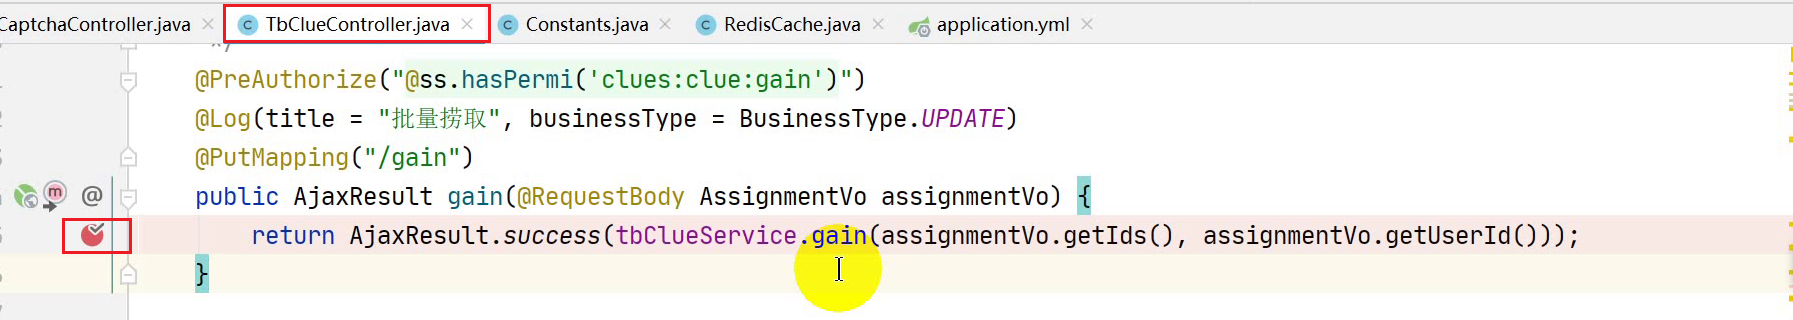 CaptchaController.java TbClueController.java Constants.java RedisCache.java application.yml
*/
@PreAuthorize("@ss.hasPermi('clues:clue:gain')")
@Log(title = "批量捞取", businessType = BusinessType.UPDATE)
@PutMapping("/gain")
public AjaxResult gain(@RequestBody AssignmentVo assignmentVo) {
return AjaxResult.success(tbClueService.gain(assignmentVo.getIds(), assignmentVo.getUserId()));
}